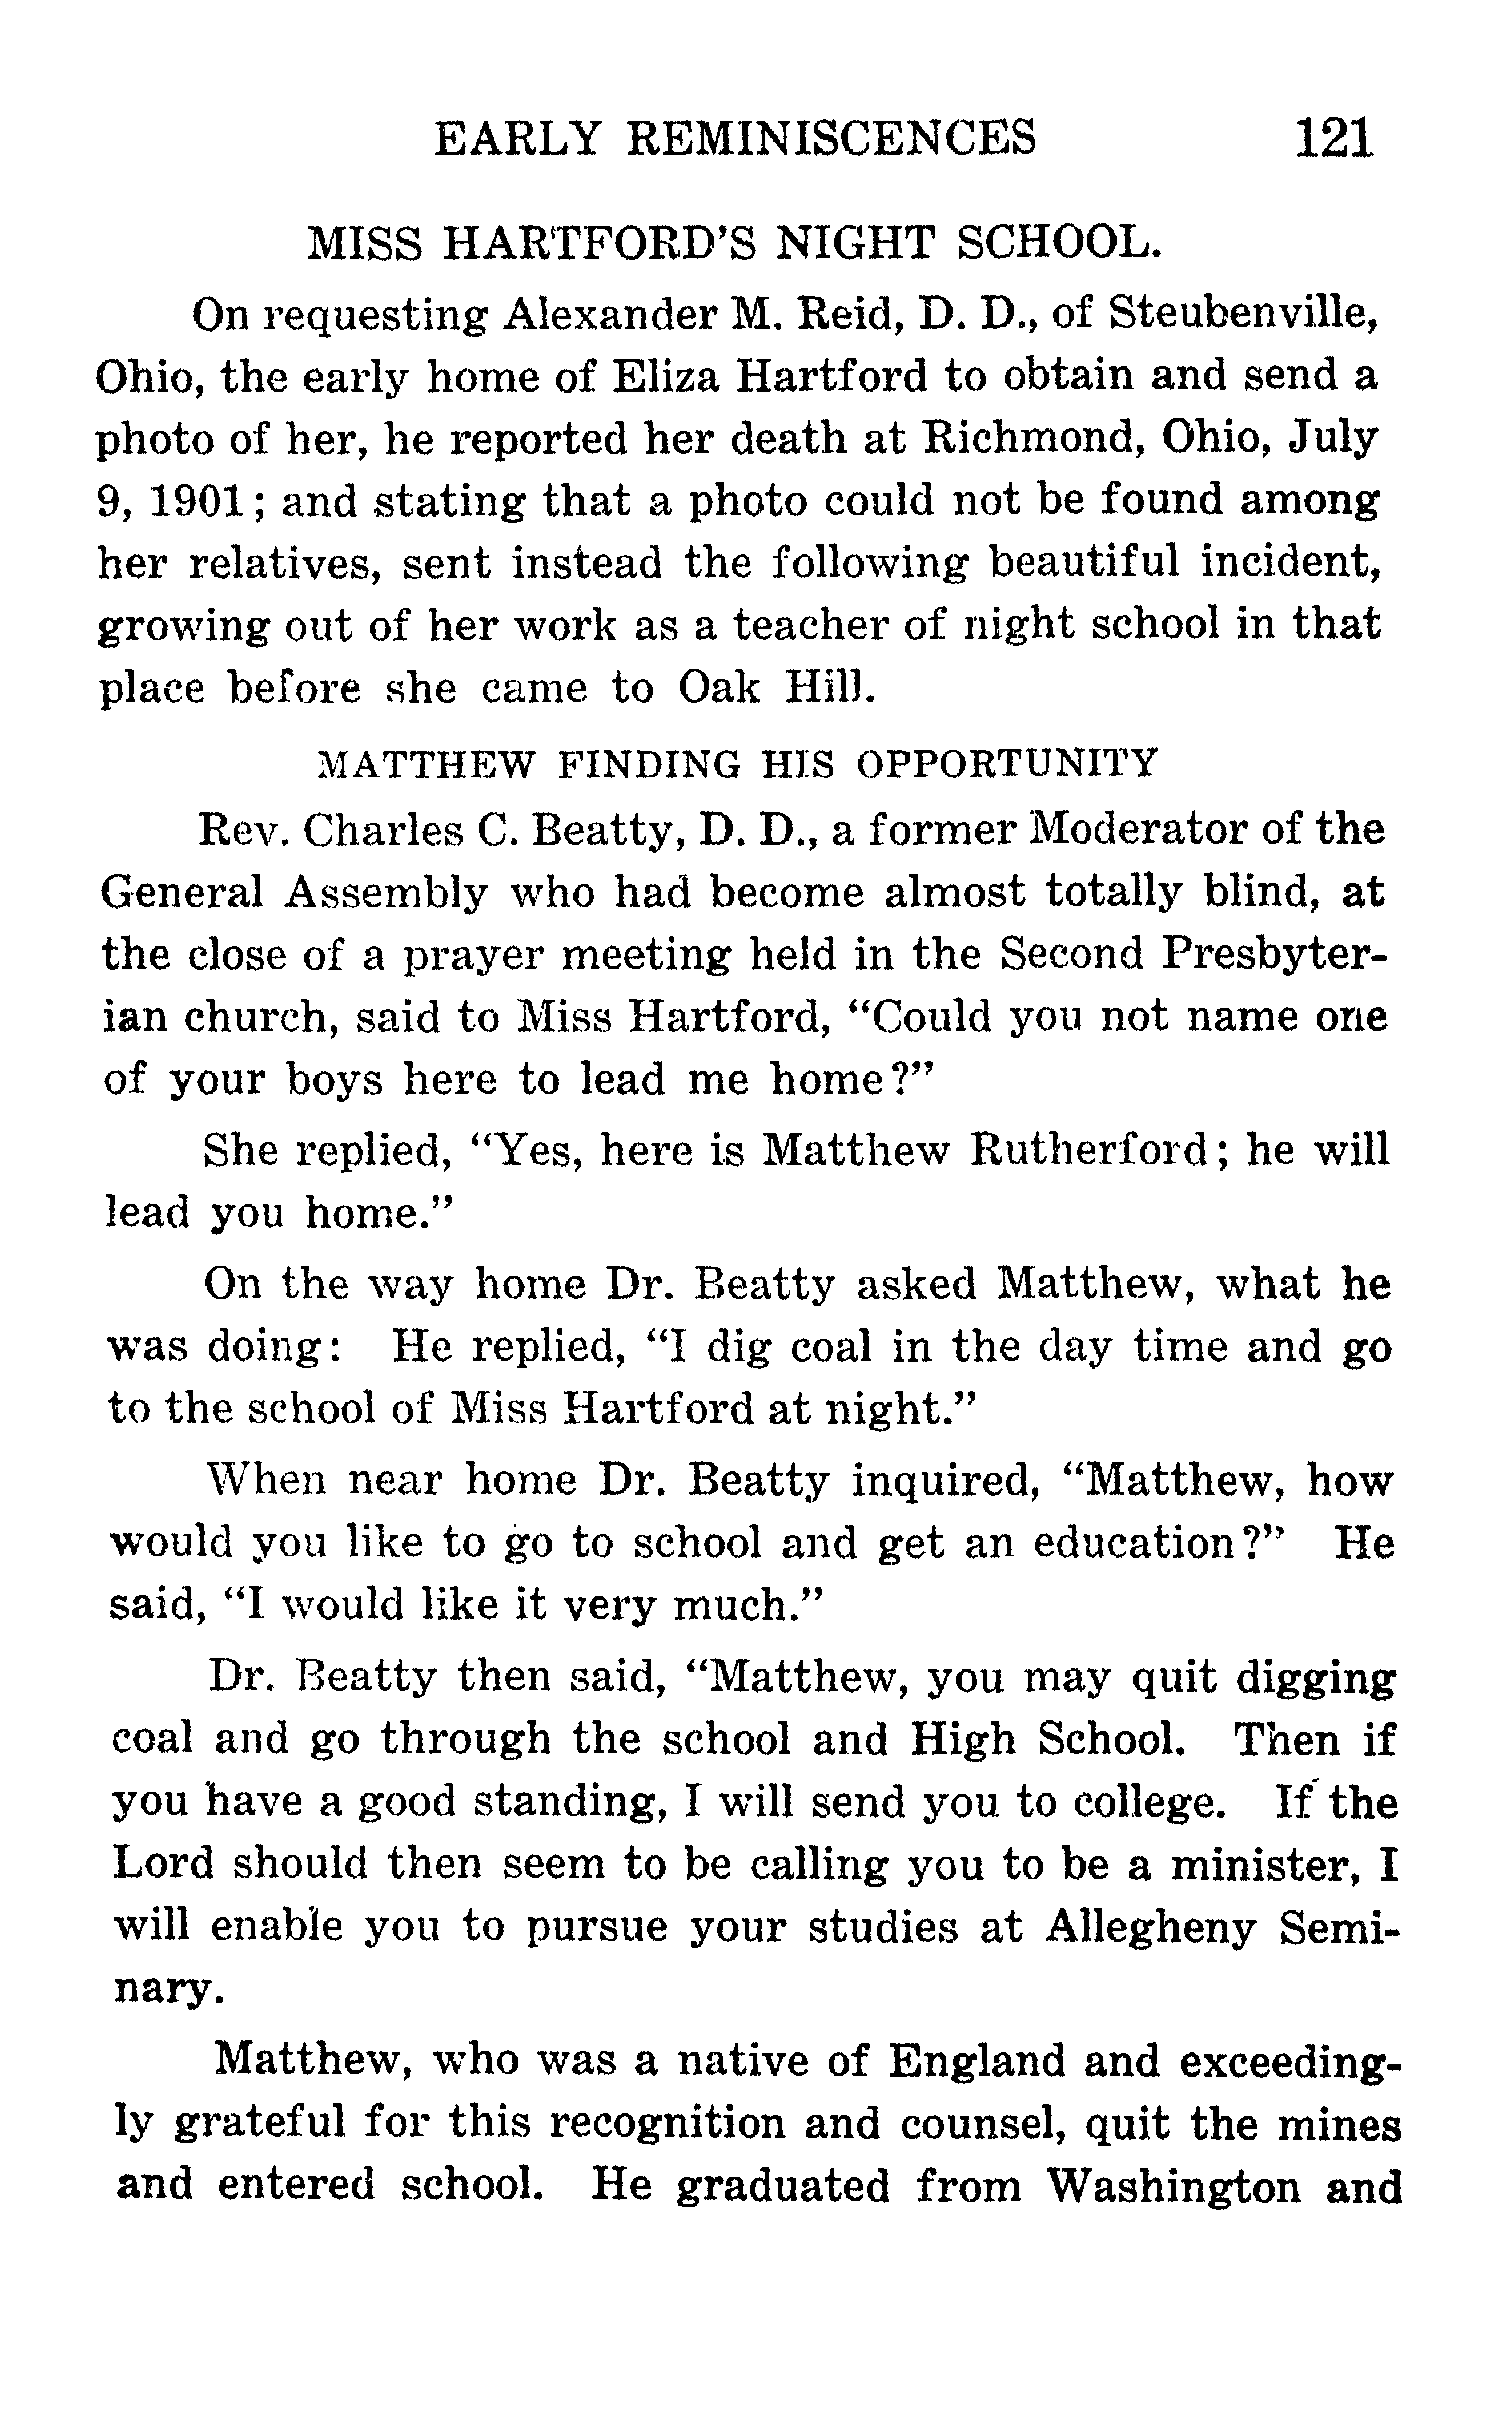 EARLY REMINISCENCES 121
MISS HARTFORD'S NIGHT SCHOOL.
On requesting Alexander M. Reid, D. D., of Steubenville,
Ohio, the early home of Eliza Hartford to obtain and send a
photo of her, he reported her death at Richmond, Ohio, July
9, 1901; and stating that a photo could not be found among
her relatives, sent instead the following beautiful incident,
growing out of her work as a teacher of night school in that
place before she came to Oak Hill.
MATTHEW FINDING HIS OPPORTUNITY
Rev. Charles C. Beatty, D. D., a former Moderator of the
General Assembly who had become almost totally blind, at
the close of a prayer meeting held in the Second Presbyter-
ian church, said to Miss Hartford, “Could you not name one
of your boys here to lead me home?”
She replied, “Yes, here is Matthew Rutherford; he will
lead you home.”
On the way home Dr. Beatty asked Matthew, what he
was doing: He replied, “I dig coal in the day time and go
to the school of Miss Hartford at night.”
When near home Dr. Beatty inquired, “Matthew, how
would you like to go to school and get an education?” He
said, “I would like it very much.”
Dr. Beatty then said, “Matthew, you may quit digging
coal and go through the school and High School. Then if
you have a good standing, I will send you to college. If the
Lord should then seem to be calling you to be a minister, I
will enable you to pursue your studies at Allegheny Semi-
nary.
Matthew, who was a native of England and exceeding-
ly grateful for this recognition and counsel, quit the mines
and entered school. He graduated from Washington and